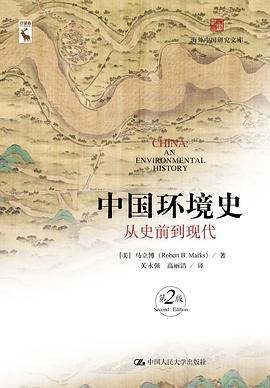 海外中国研究文库
CHINA:
AN
ENVIRONMENTAL
HISTORY
中国环境史
从史前到现代
[美] 马立博 (Robert B. Marks) / 著
关永强 高丽洁 / 译
第2版
Second Edition
中国人民大学出版社